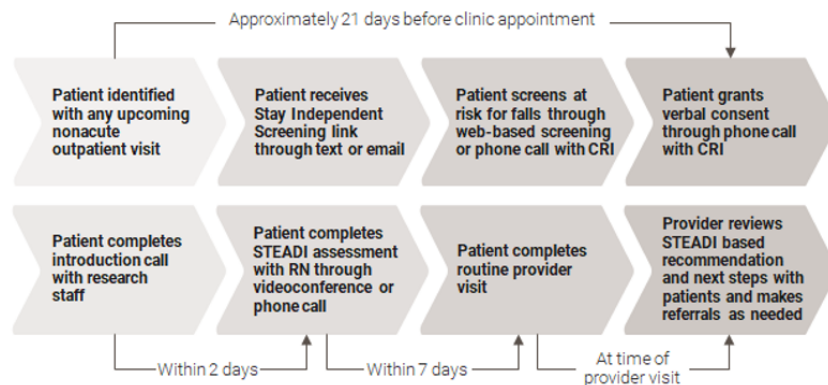 Approximately 21 days before clinic appointment
Patient identified
with any upcoming
nonacute
outpatient visit
Patient receives
Stay Independent
Screening link
through text or email
Patient screens at
risk for falls through
web-based screening
or phone call with CRI
Patient grants
verbal consent
through phone call
with CRI
Patient completes
introduction call
with research
staff
Patient completes
STEADI assessment
with RN through
videoconference or
phone call
Patient completes
routine provider
visit
Provider reviews
STEADI based
recommendation
and next steps with
patients and makes
referrals as needed
Within 2 days
Within 7 days
At time of
provider visit